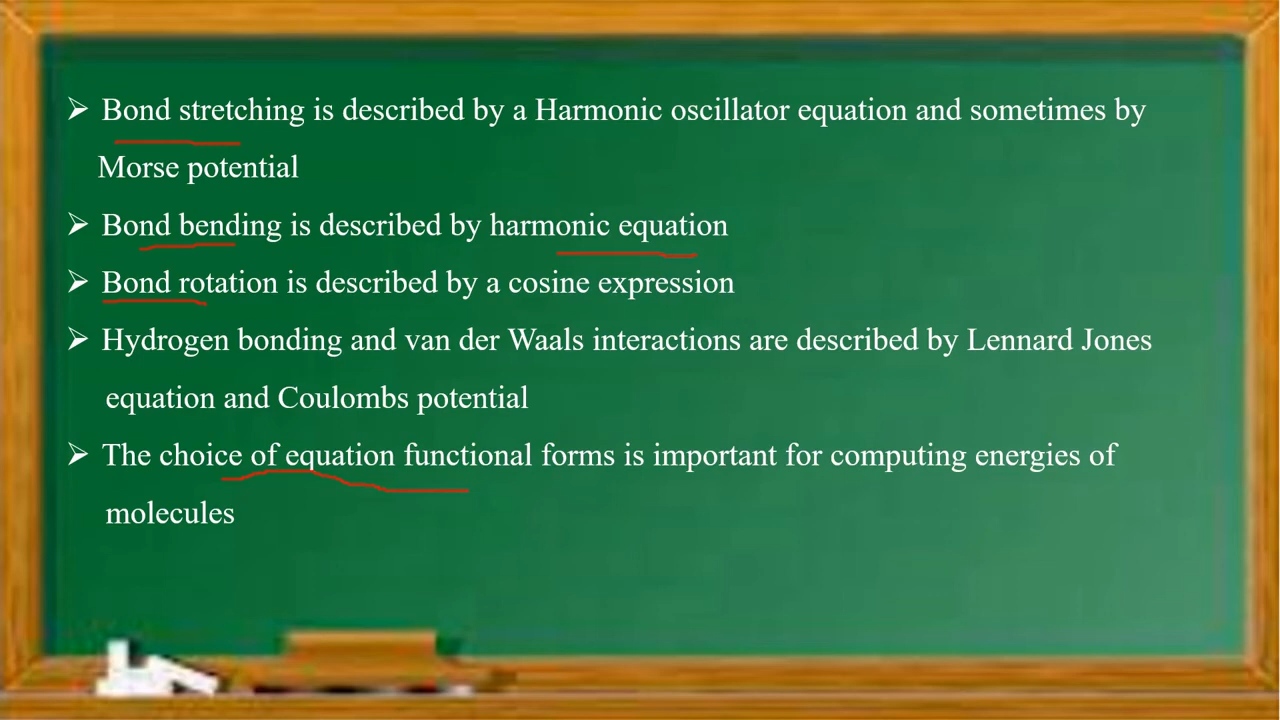 ➢ Bond stretching is described by a Harmonic oscillator equation and sometimes by
Morse potential
➢ Bond bending is described by harmonic equation
➢ Bond rotation is described by a cosine expression
➢ Hydrogen bonding and van der Waals interactions are described by Lennard Jones
equation and Coulombs potential
➢ The choice of equation functional forms is important for computing energies of
molecules